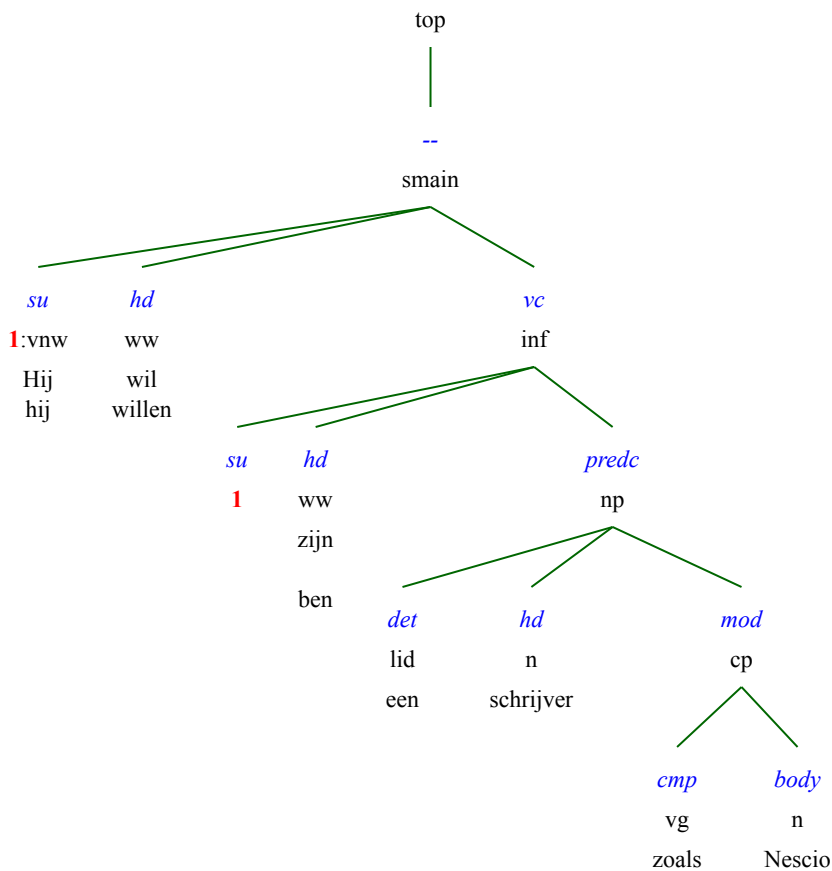 top
--
smain
su hd vc
1:vnw ww inf
Hij wil
hij willen
su hd predc
1 ww np
zijn
ben
det hd mod
lid n cp
een schrijver
cmp body
vg n
zoals Nescio